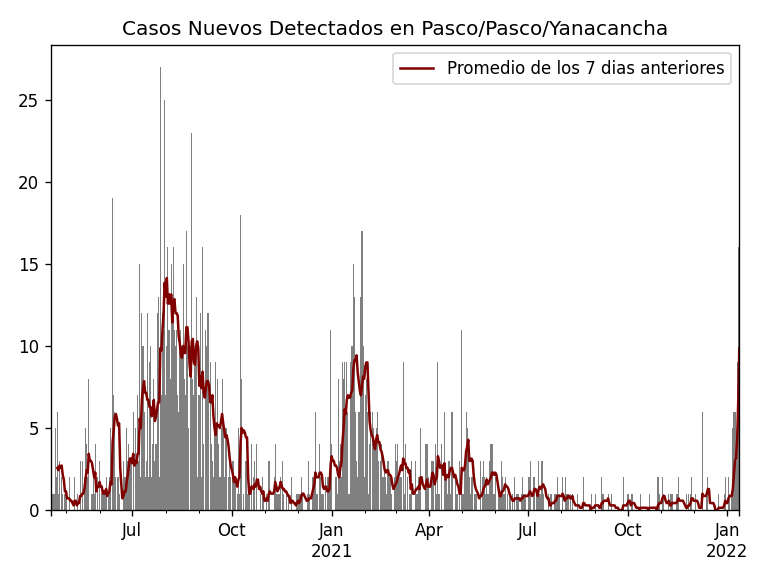 Casos Nuevos Detectados en Pasco/Pasco/Yanacancha
Promedio de los 7 dias anteriores
25
20
15
10
5
0
Jul
Oct
Jan
2021
Apr
Jul
Oct
Jan
2022